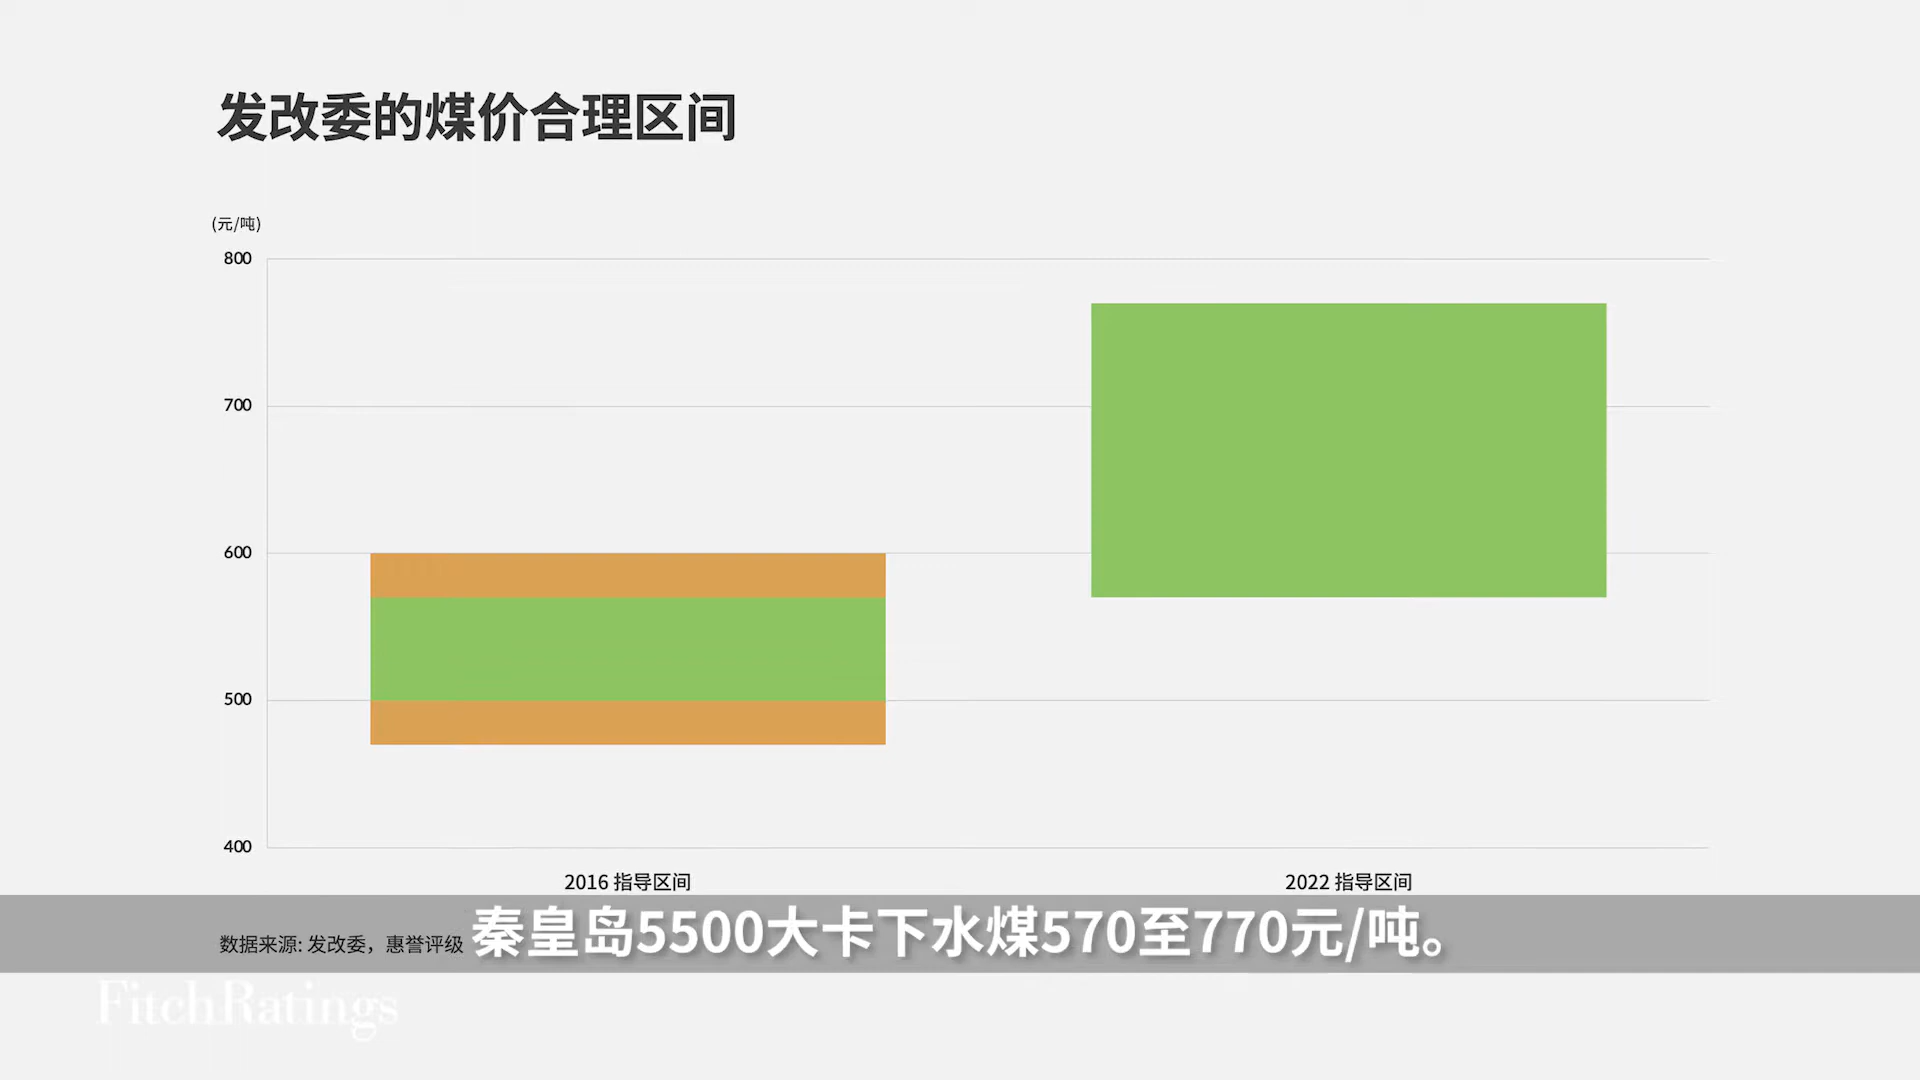 发改委的煤价合理区间
(元/吨)
800
700
600
500
400
2016 指导区间
2022 指导区间
数据来源: 发改委，惠誉评级
秦皇岛5500大卡下水煤570至770元/吨。
FitchRatings